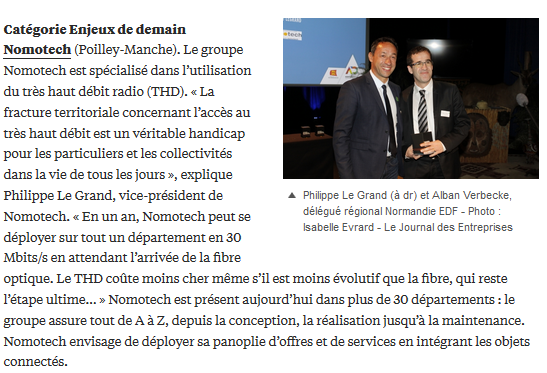 Catégorie Enjeux de demain
Nomotech (Poilley-Manche). Le groupe
Nomotech est spécialisé dans l'utilisation
du très haut débit radio (THD). « La
fracture territoriale concernant l'accès au
très haut débit est un véritable handicap
pour les particuliers et les collectivités
dans la vie de tous les jours », explique
Philippe Le Grand, vice-président de
Nomotech. « En un an, Nomotech peut se
déployer sur tout un département en 30
Mbits/s en attendant l'arrivée de la fibre
optique. Le THD coûte moins cher même s'il est moins évolutif que la fibre, qui reste
l'étape ultime... » Nomotech est présent aujourd'hui dans plus de 30 départements : le
groupe assure tout de A à Z, depuis la conception, la réalisation jusqu'à la maintenance.
Nomotech envisage de déployer sa panoplie d'offres et de services en intégrant les objets
connectés.
▲ Philippe Le Grand (à dr) et Alban Verbecke,
délégué régional Normandie EDF - Photo :
Isabelle Evrard - Le Journal des Entreprises